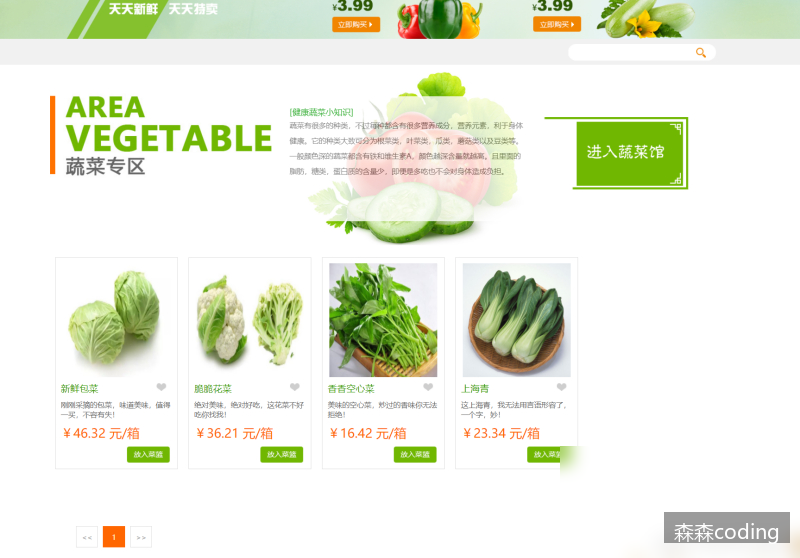 天天新鲜 天天特卖
¥3.99
¥3.99
立即购买
立即购买
AREA
VEGETABLE
蔬菜专区
[健康蔬菜小知识]
蔬菜有很多的种类，不过每种都含有很多营养成分，营养元素，利于身体
健康。它的种类大致可分为根菜类，叶菜类，瓜类，蘑菇类以及豆类等。
一般颜色深的蔬菜都含有铁和维生素A，颜色越深含量就越高。且里面的
脂肪、糖类、蛋白质的含量少，即便是多吃也不会对身体造成负担。
进入蔬菜馆
新鲜包菜
刚刚采摘的包菜，味道美味，值得
一买，不容有失！
￥46.32 元/箱
放入菜篮
脆脆花菜
绝对美味，绝对好吃，这花菜不好
吃你找我！
￥36.21 元/箱
放入菜篮
香香空心菜
美味的空心菜，炒过的香味你无法
拒绝！
￥16.42 元/箱
放入菜篮
上海青
这上海青，我无法用言语形容了，
一个字，妙！
￥23.34 元/箱
放入菜
<< 1 >>
森森coding